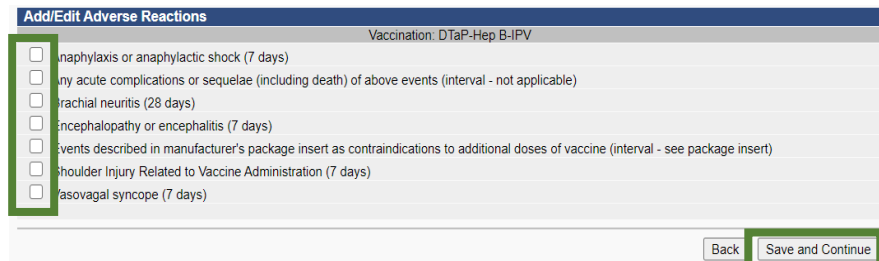 Add/Edit Adverse Reactions
Vaccination: DTaP-Hep B-IPV
Anaphylaxis or anaphylactic shock (7 days)
Any acute complications or sequelae (including death) of above events (interval - not applicable)
Brachial neuritis (28 days)
Encephalopathy or encephalitis (7 days)
Events described in manufacturer's package insert as contraindications to additional doses of vaccine (interval - see package insert)
Shoulder Injury Related to Vaccine Administration (7 days)
Vasovagal syncope (7 days)
Back Save and Continue